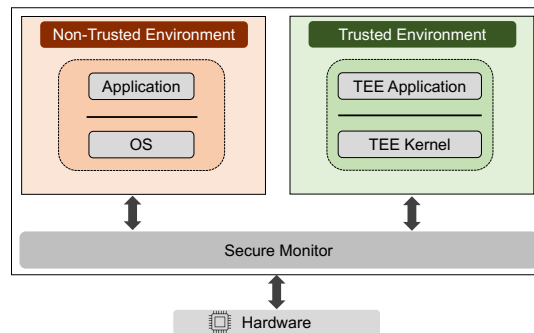 Non-Trusted Environment
Application
OS
Trusted Environment
TEE Application
TEE Kernel
Secure Monitor
Hardware